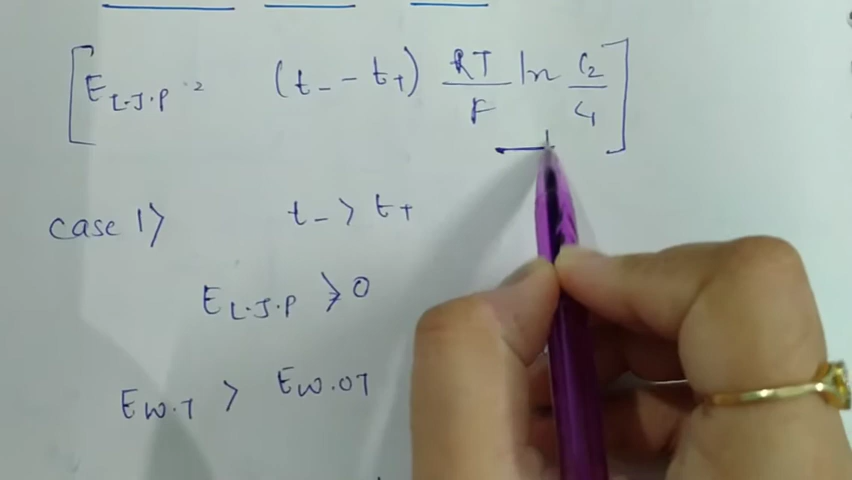 [E L.J.P = (t₋ - t₊) RT/F ln C₂/C₁]
case 1) t₋ > t₊
E L.J.P > 0
E W.T > E W.OT